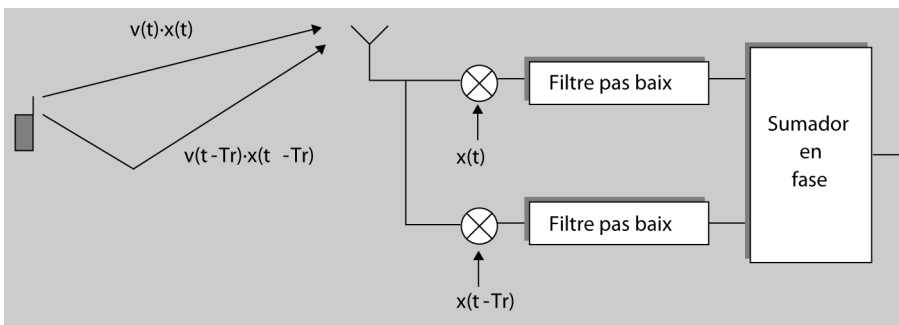 v(t)·x(t)
v(t-Tr)·x(t -Tr)
x(t)
Filtre pas baix
x(t-Tr)
Filtre pas baix
Sumador
en
fase